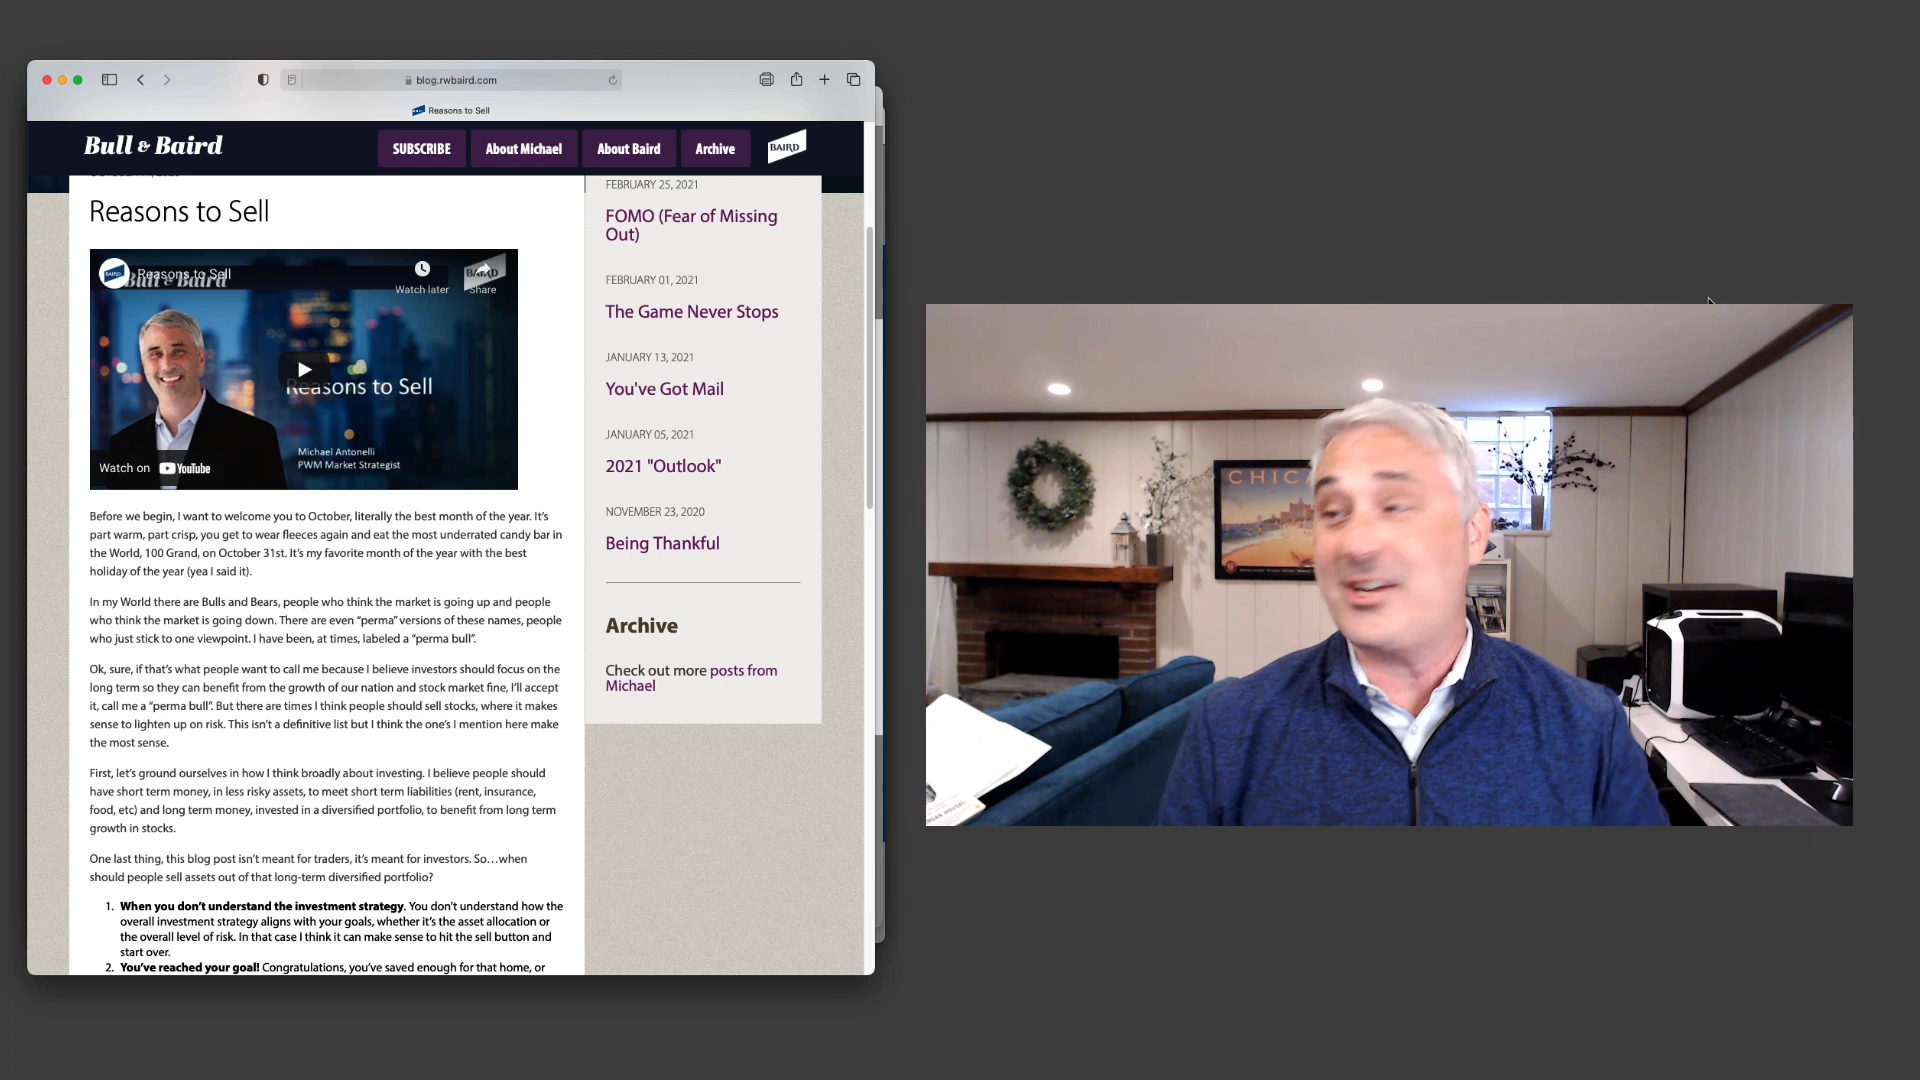 blog.rwbaird.com
Reasons to Sell
Bull & Baird
SUBSCRIBE
About Michael
About Baird
Archive
BAIRD
Reasons to Sell
BAIRD
Reasons to Sell
Bull & Baird
Watch later
BAIRD
Share
Reasons to Sell
Michael Antonelli
PWM Market Strategist
Watch on YouTube
Before we begin, I want to welcome you to October, literally the best month of the year. It's
part warm, part crisp, you get to wear fleeces again and eat the most underrated candy bar in
the World, 100 Grand, on October 31st. It's my favorite month of the year with the best
holiday of the year (yea I said it).
In my World there are Bulls and Bears, people who think the market is going up and people
who think the market is going down. There are even “perma” versions of these names, people
who just stick to one viewpoint. I have been, at times, labeled a “perma bull”.
Ok, sure, if that's what people want to call me because I believe investors should focus on the
long term so they can benefit from the growth of our nation and stock market fine, I'll accept
it, call me a “perma bull”. But there are times I think people should sell stocks, where it makes
sense to lighten up on risk. This isn't a definitive list but I think the one's I mention here make
the most sense.
First, let's ground ourselves in how I think broadly about investing. I believe people should
have short term money, in less risky assets, to meet short term liabilities (rent, insurance,
food, etc) and long term money, invested in a diversified portfolio, to benefit from long term
growth in stocks.
One last thing, this blog post isn't meant for traders, it's meant for investors. So…when
should people sell assets out of that long-term diversified portfolio?
1. When you don't understand the investment strategy. You don't understand how the
overall investment strategy aligns with your goals, whether it's the asset allocation or
the overall level of risk. In that case I think it can make sense to hit the sell button and
start over.
2. You've reached your goal! Congratulations, you've saved enough for that home, or
FEBRUARY 25, 2021
FOMO (Fear of Missing
Out)
FEBRUARY 01, 2021
The Game Never Stops
JANUARY 13, 2021
You've Got Mail
JANUARY 05, 2021
2021 "Outlook"
NOVEMBER 23, 2020
Being Thankful
Archive
Check out more posts from
Michael
CHICA